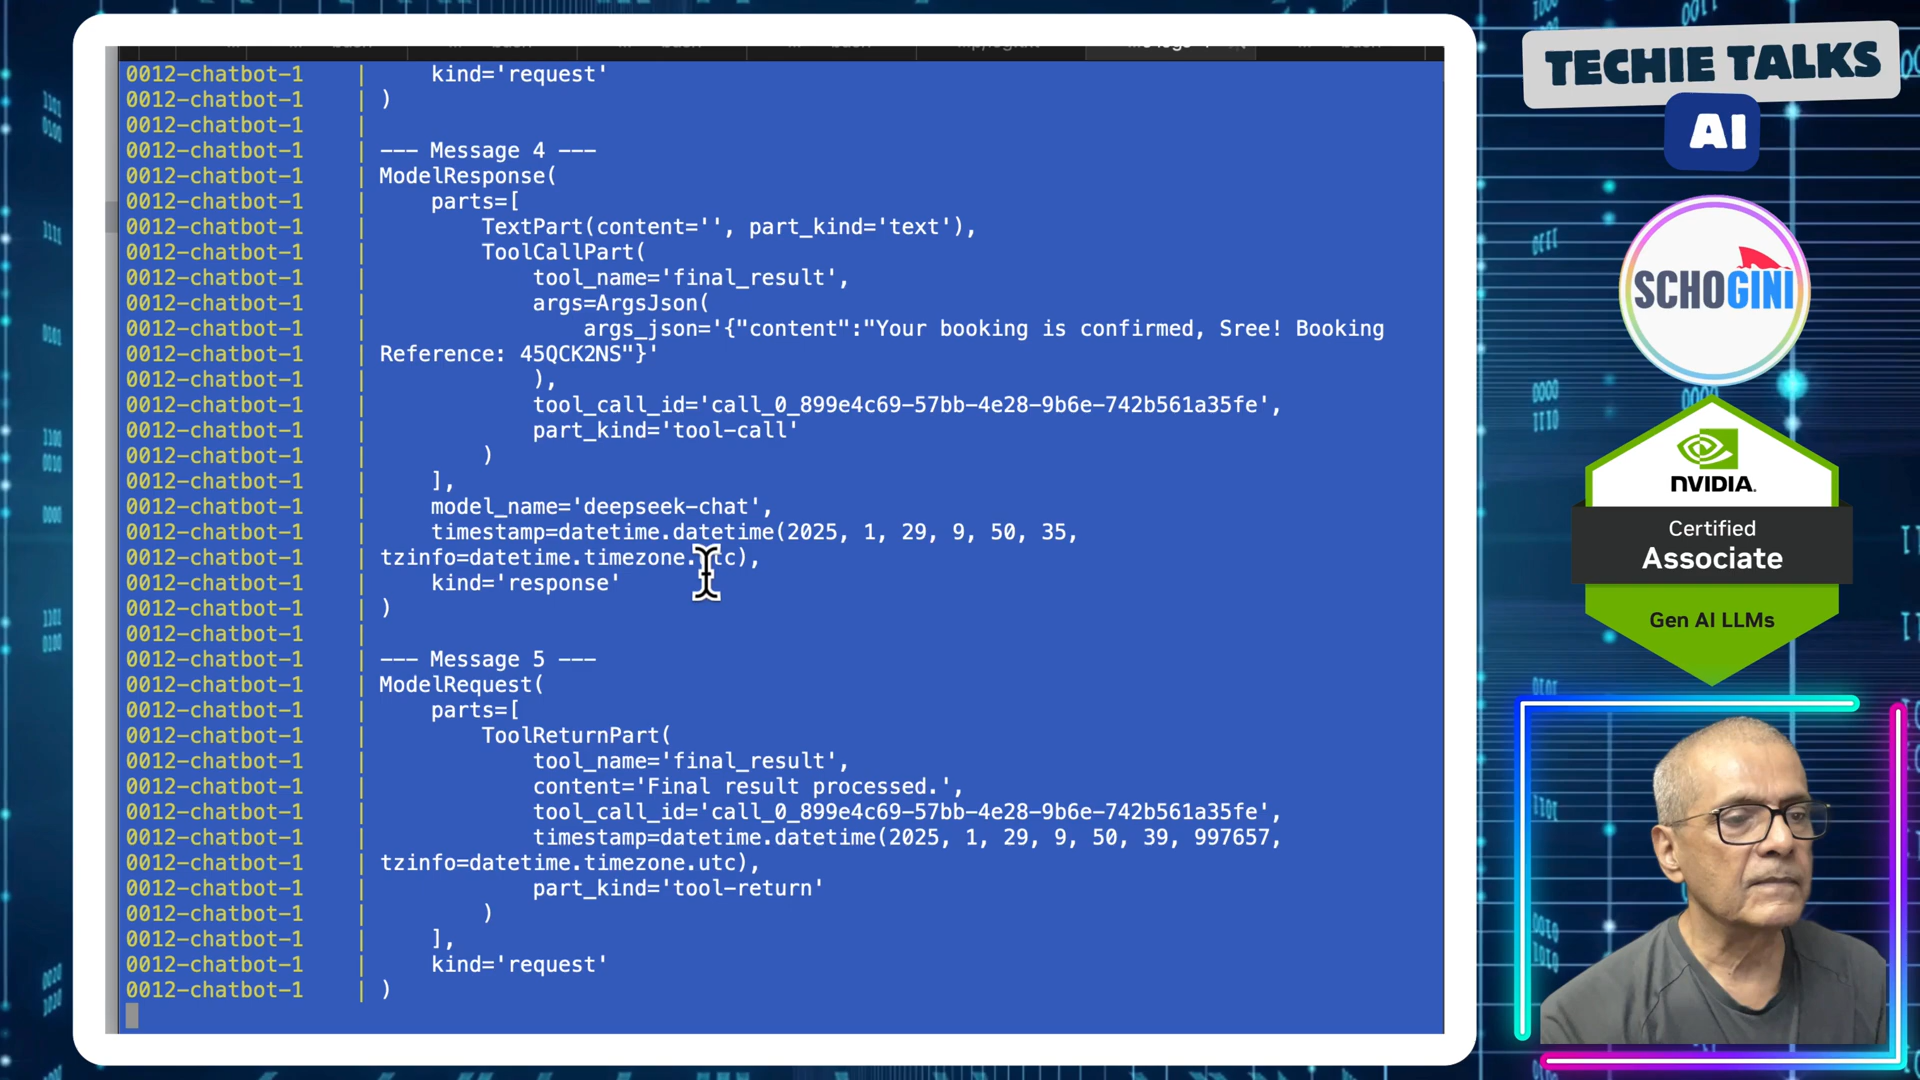 0012-chatbot-1 | kind='request'
0012-chatbot-1 | )
0012-chatbot-1 |
0012-chatbot-1 | --- Message 4 ---
0012-chatbot-1 | ModelResponse(
0012-chatbot-1 | parts=[
0012-chatbot-1 | TextPart(content='', part_kind='text'),
0012-chatbot-1 | ToolCallPart(
0012-chatbot-1 | tool_name='final_result',
0012-chatbot-1 | args=ArgsJson(
0012-chatbot-1 | args_json='{"content":"Your booking is confirmed, Sree! Booking
0012-chatbot-1 | Reference: 45QCK2NS"}'
0012-chatbot-1 | ),
0012-chatbot-1 | tool_call_id='call_0_899e4c69-57bb-4e28-9b6e-742b561a35fe',
0012-chatbot-1 | part_kind='tool-call'
0012-chatbot-1 | )
0012-chatbot-1 | ],
0012-chatbot-1 | model_name='deepseek-chat',
0012-chatbot-1 | timestamp=datetime.datetime(2025, 1, 29, 9, 50, 35,
0012-chatbot-1 | tzinfo=datetime.timezone.utc),
0012-chatbot-1 | kind='response'
0012-chatbot-1 | )
0012-chatbot-1 |
0012-chatbot-1 | --- Message 5 ---
0012-chatbot-1 | ModelRequest(
0012-chatbot-1 | parts=[
0012-chatbot-1 | ToolReturnPart(
0012-chatbot-1 | tool_name='final_result',
0012-chatbot-1 | content='Final result processed.',
0012-chatbot-1 | tool_call_id='call_0_899e4c69-57bb-4e28-9b6e-742b561a35fe',
0012-chatbot-1 | timestamp=datetime.datetime(2025, 1, 29, 9, 50, 39, 997657,
0012-chatbot-1 | tzinfo=datetime.timezone.utc),
0012-chatbot-1 | part_kind='tool-return'
0012-chatbot-1 | )
0012-chatbot-1 | ],
0012-chatbot-1 | kind='request'
0012-chatbot-1 | )
TECHIE TALKS
AI
SCHOGINI
NVIDIA.
Certified
Associate
Gen AI LLMs